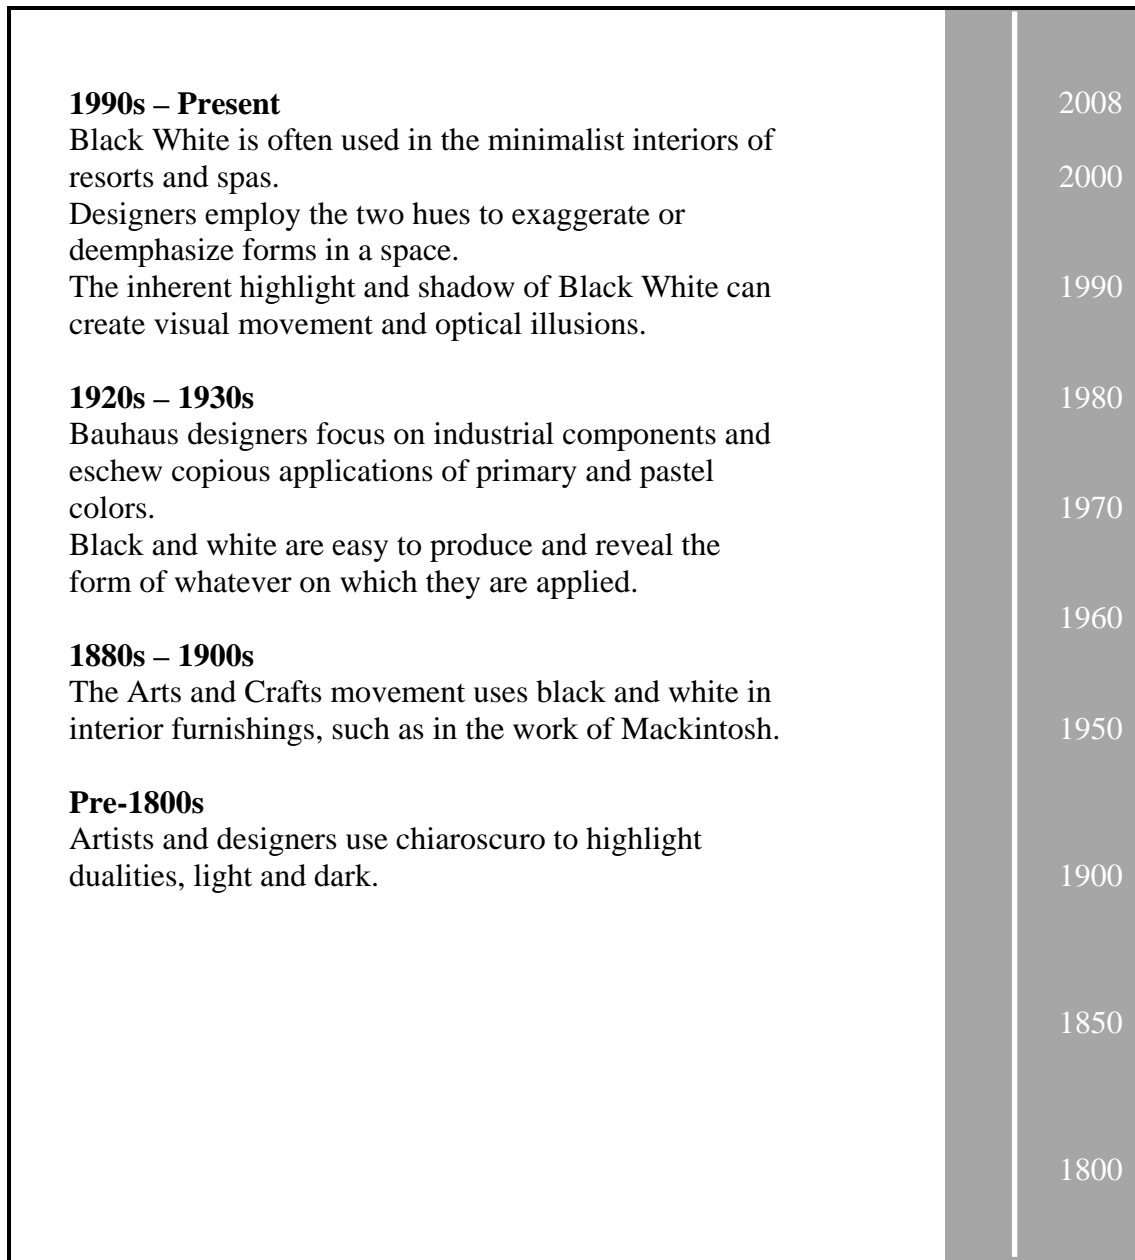 1990s – Present
Black White is often used in the minimalist interiors of
resorts and spas.
Designers employ the two hues to exaggerate or
deemphasize forms in a space.
The inherent highlight and shadow of Black White can
create visual movement and optical illusions.
1920s – 1930s
Bauhaus designers focus on industrial components and
eschew copious applications of primary and pastel
colors.
Black and white are easy to produce and reveal the
form of whatever on which they are applied.
1880s – 1900s
The Arts and Crafts movement uses black and white in
interior furnishings, such as in the work of Mackintosh.
Pre-1800s
Artists and designers use chiaroscuro to highlight
dualities, light and dark.
2008
2000
1990
1980
1970
1960
1950
1900
1850
1800